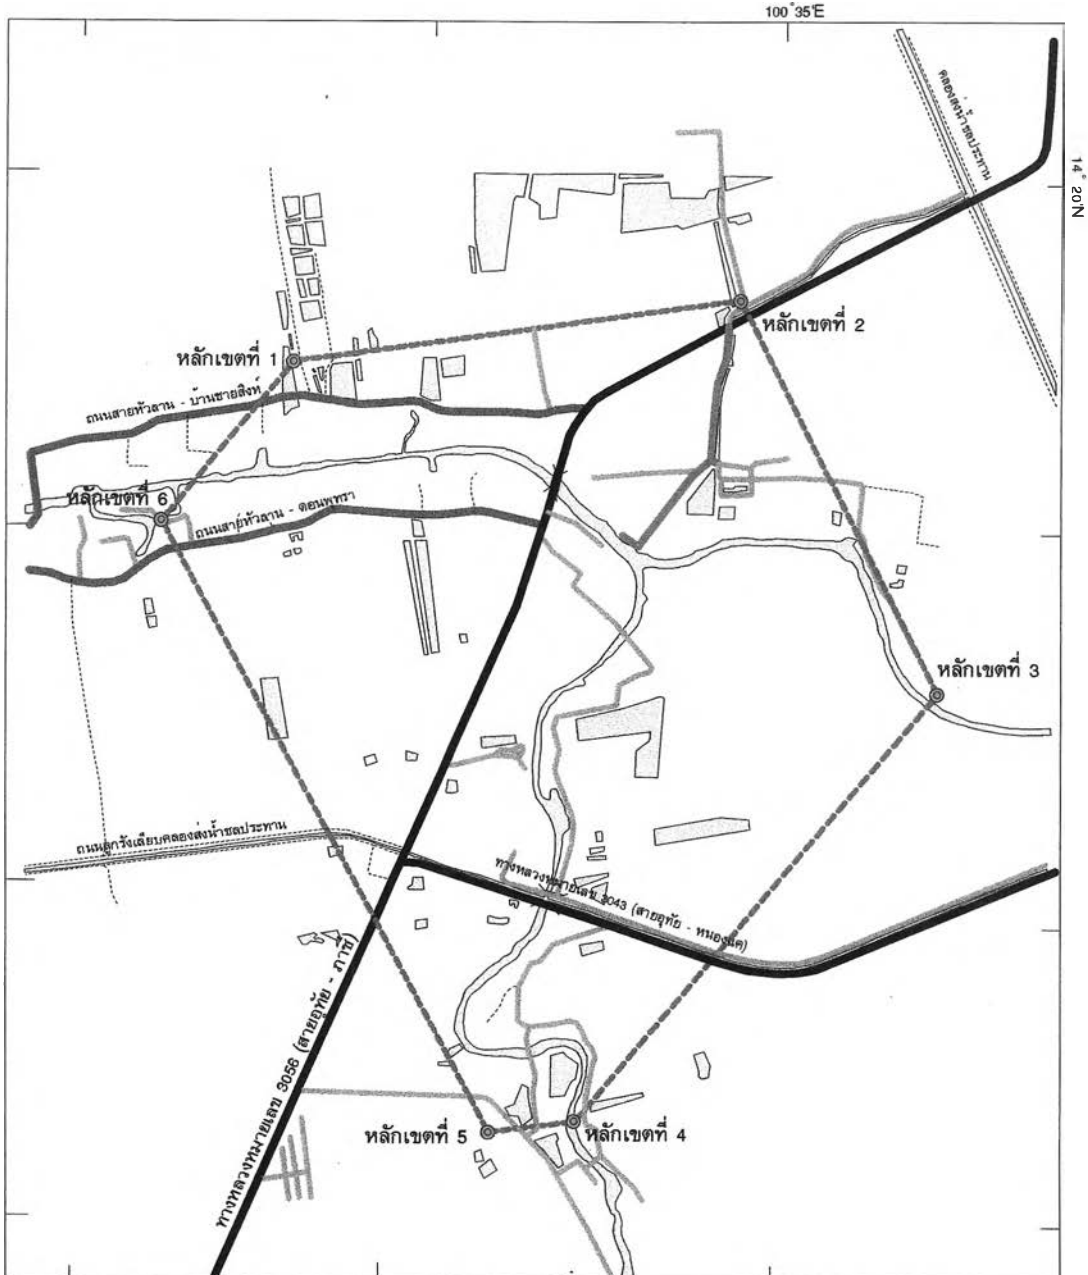 100°35'E
คลองส่งน้ำชลประทาน
14°20'N
หลักเขตที่ 2
หลักเขตที่ 1
ถนนสายหัวลาน - บ้านชายสิงห์
หลักเขตที่ 6
ถนนสายหัวลาน - ดอนพุทรา
หลักเขตที่ 3
ถนนลูกรังเลียบคลองส่งน้ำชลประทาน
ทางหลวงหมายเลข 3043 (สายอุทัย - หนองแค)
ทางหลวงหมายเลข 3056 (สายอุทัย - ภาชี)
หลักเขตที่ 5
หลักเขตที่ 4